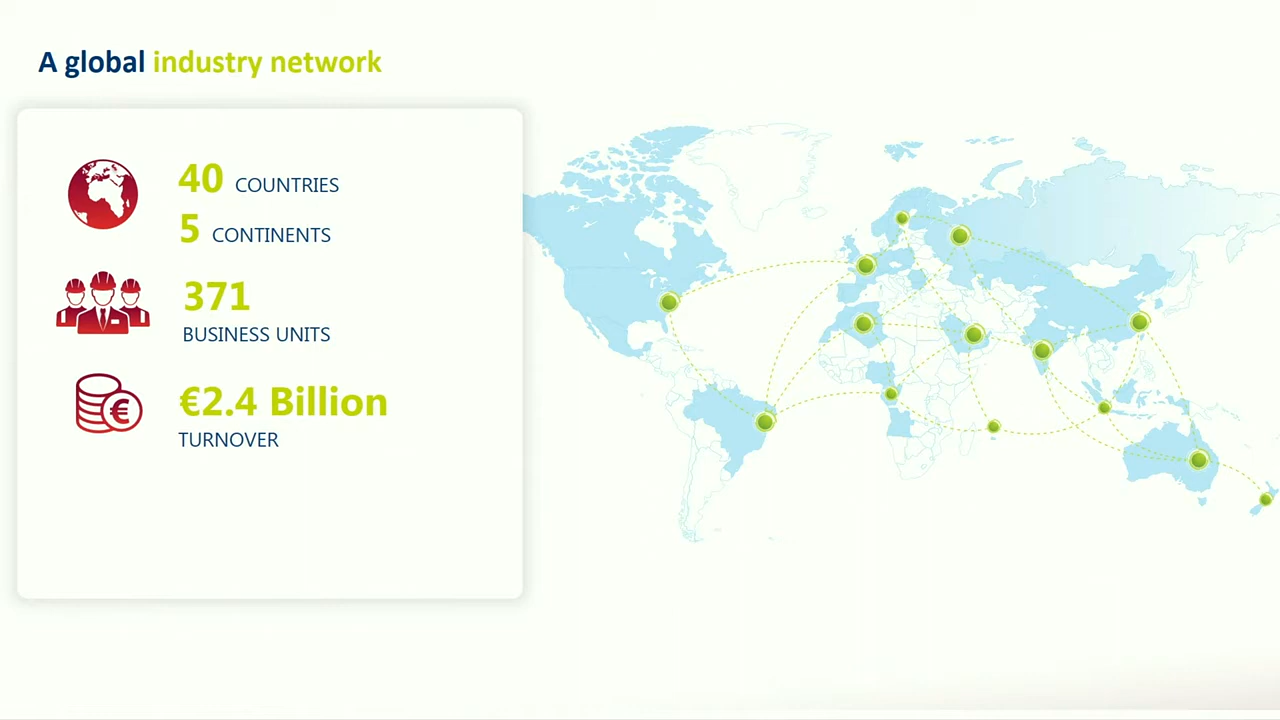 A global industry network
40 COUNTRIES
5 CONTINENTS
371
BUSINESS UNITS
€2.4 Billion
TURNOVER